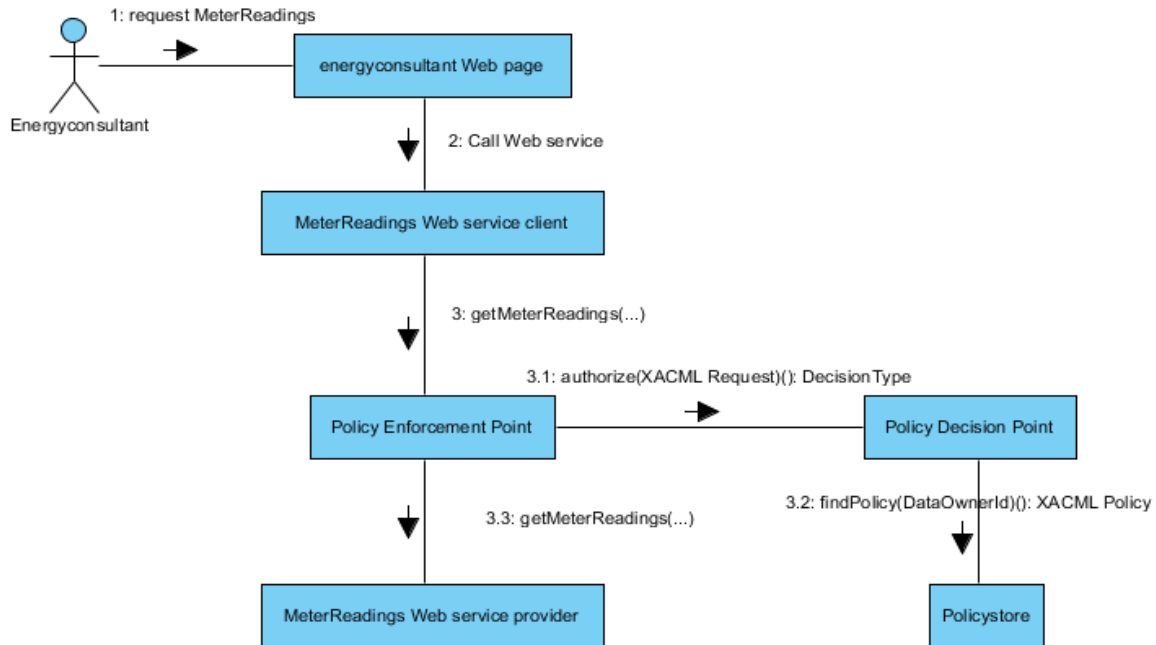 1: request MeterReadings
energyconsultant Web page
Energyconsultant
2: Call Web service
MeterReadings Web service client
3: getMeterReadings(...)
3.1: authorize(XACML Request)(): DecisionType
Policy Enforcement Point
Policy Decision Point
3.2: findPolicy(DataOwnerId)(): XACML Policy
3.3: getMeterReadings(...)
MeterReadings Web service provider
Policystore